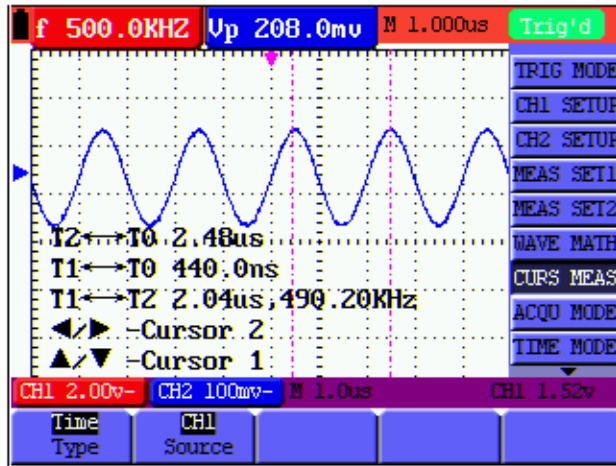 f 500.0KHZ Vp 208.0mv M 1.000us Trig'd
TRIG MODE
CH1 SETUP
CH2 SETUP
MEAS SET1
MEAS SET2
WAVE MATH
CURS MEAS
ACQU MODE
TIME MODE
T2←→T0 2.48us
T1←→T0 440.0ns
T1←→T2 2.04us,490.20KHz
◀/▶ -Cursor 2
▲/▼ -Cursor 1
CH1 2.00v- CH2 100mv- M 1.0us CH1 1.52v
Time CH1
Type Source